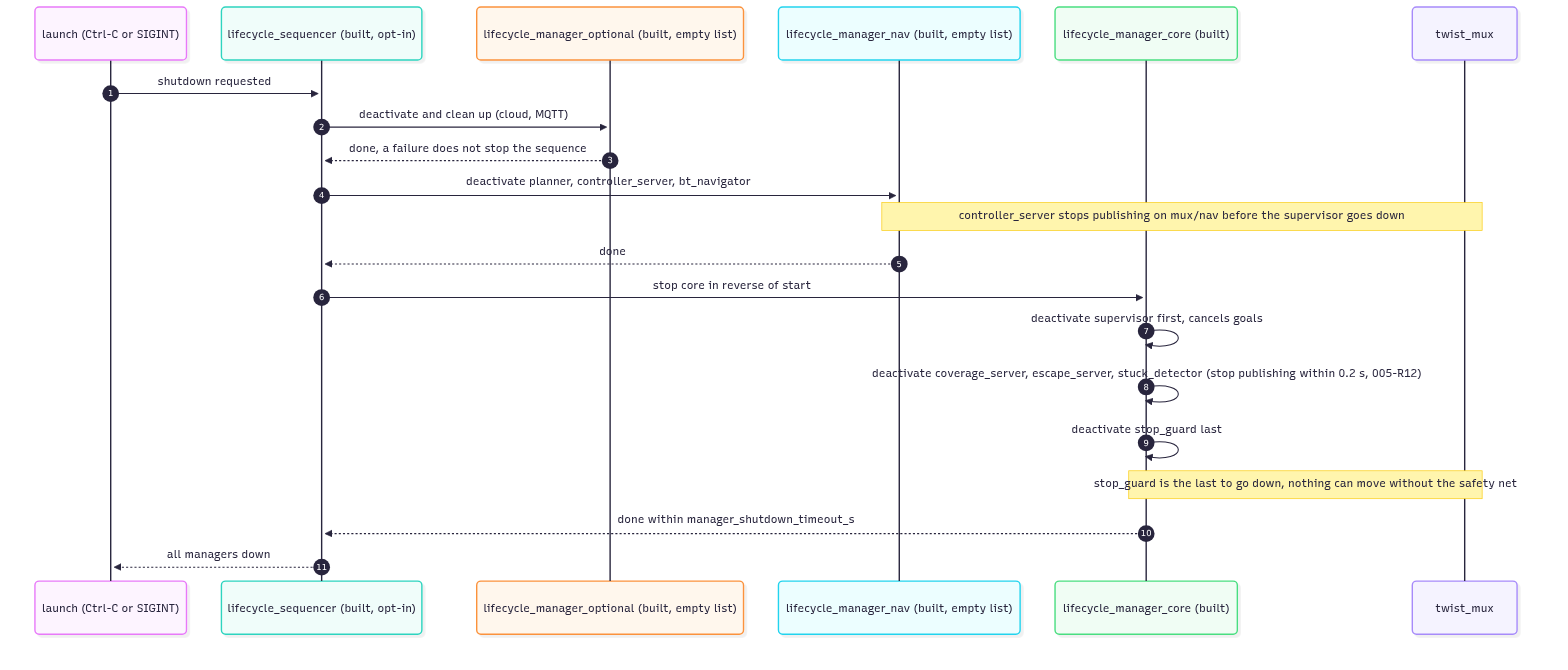 launch (Ctrl-C or SIGINT)
lifecycle_sequencer (built, opt-in)
lifecycle_manager_optional (built, empty list)
lifecycle_manager_nav (built, empty list)
lifecycle_manager_core (built)
twist_mux
shutdown requested
1
deactivate and clean up (cloud, MQTT)
2
done, a failure does not stop the sequence
3
deactivate planner, controller_server, bt_navigator
4
controller_server stops publishing on mux/nav before the supervisor goes down
done
5
stop core in reverse of start
6
deactivate supervisor first, cancels goals
7
deactivate coverage_server, escape_server, stuck_detector (stop publishing within 0.2 s, 005-R12)
8
deactivate stop_guard last
9
stop_guard is the last to go down, nothing can move without the safety net
done within manager_shutdown_timeout_s
10
all managers down
11
launch (Ctrl-C or SIGINT)
lifecycle_sequencer (built, opt-in)
lifecycle_manager_optional (built, empty list)
lifecycle_manager_nav (built, empty list)
lifecycle_manager_core (built)
twist_mux